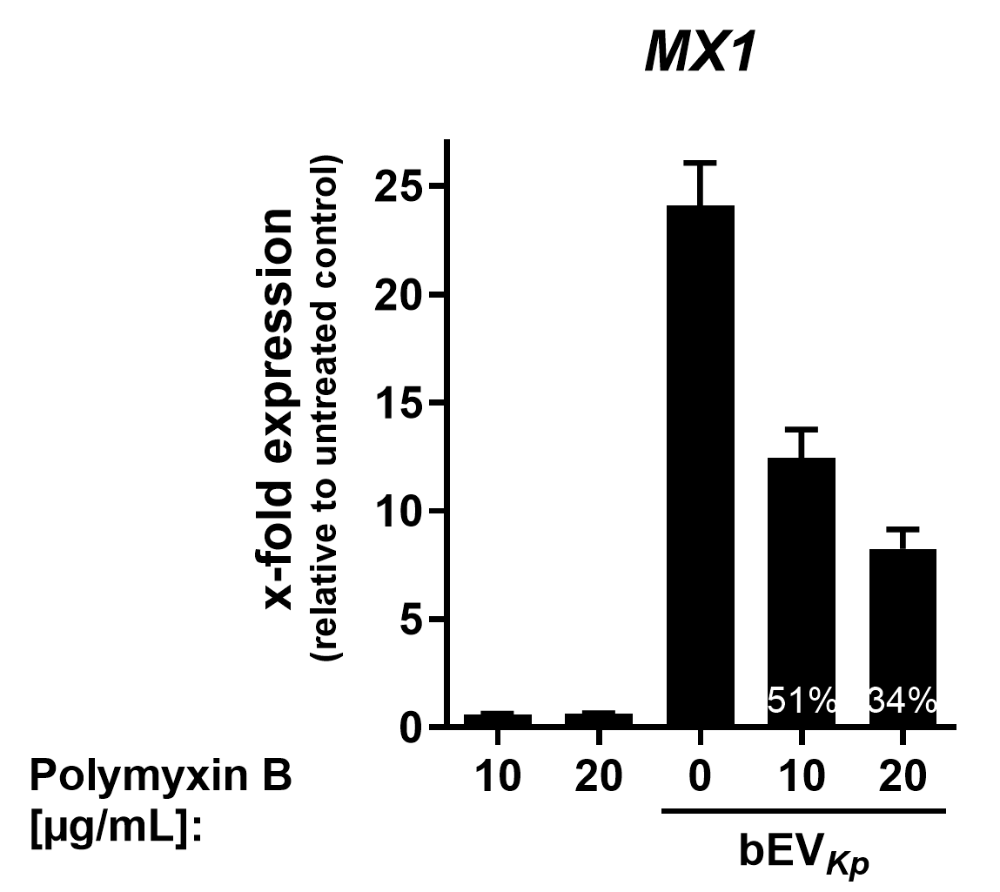 MX1
x-fold expression
(relative to untreated control)
25
20
15
10
5
0
51% 34%
Polymyxin B
[µg/mL]:
10 20 0 10 20
bEVKp